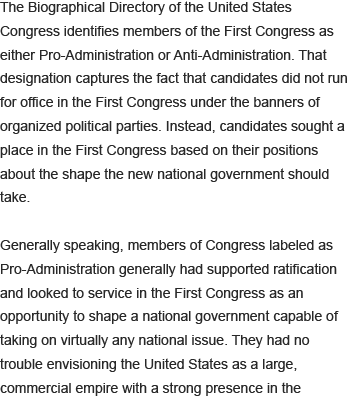 The Biographical Directory of the United States
Congress identifies members of the First Congress as
either Pro-Administration or Anti-Administration. That
designation captures the fact that candidates did not run
for office in the First Congress under the banners of
organized political parties. Instead, candidates sought a
place in the First Congress based on their positions
about the shape the new national government should
take.
Generally speaking, members of Congress labeled as
Pro-Administration generally had supported ratification
and looked to service in the First Congress as an
opportunity to shape a national government capable of
taking on virtually any national issue. They had no
trouble envisioning the United States as a large,
commercial empire with a strong presence in the